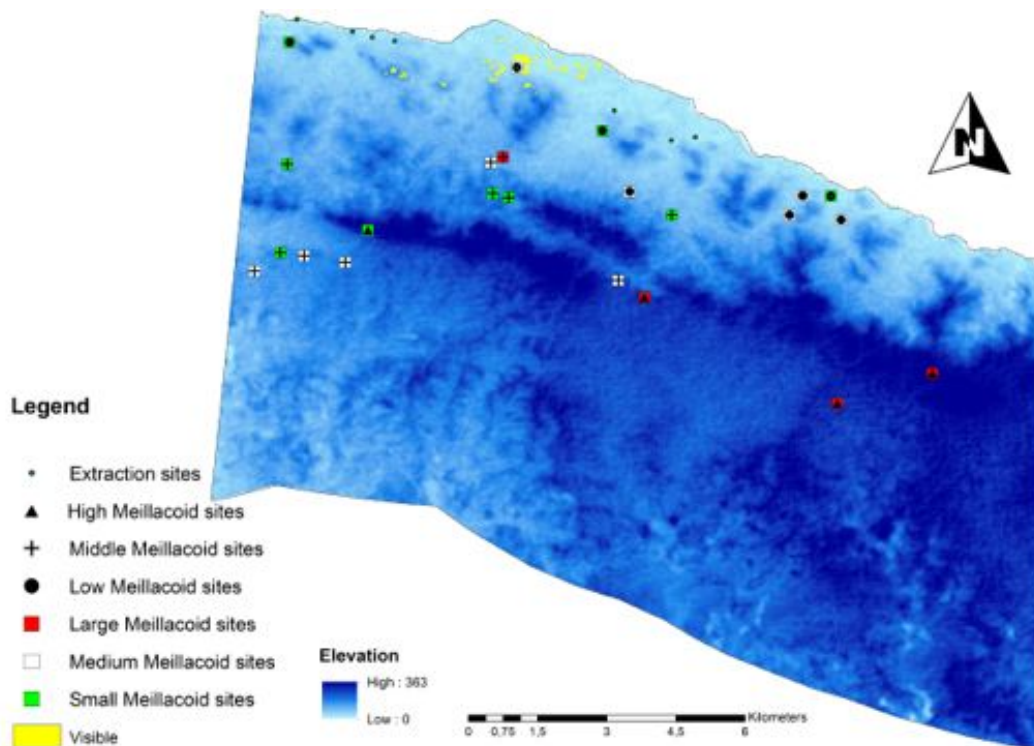 N
Legend
Extraction sites
High Meillacoid sites
Middle Meillacoid sites
Low Meillacoid sites
Large Meillacoid sites
Medium Meillacoid sites
Small Meillacoid sites
Visible
Elevation
High : 363
Low : 0
Kilometers
0 0,75 1,5 3 4,5 6